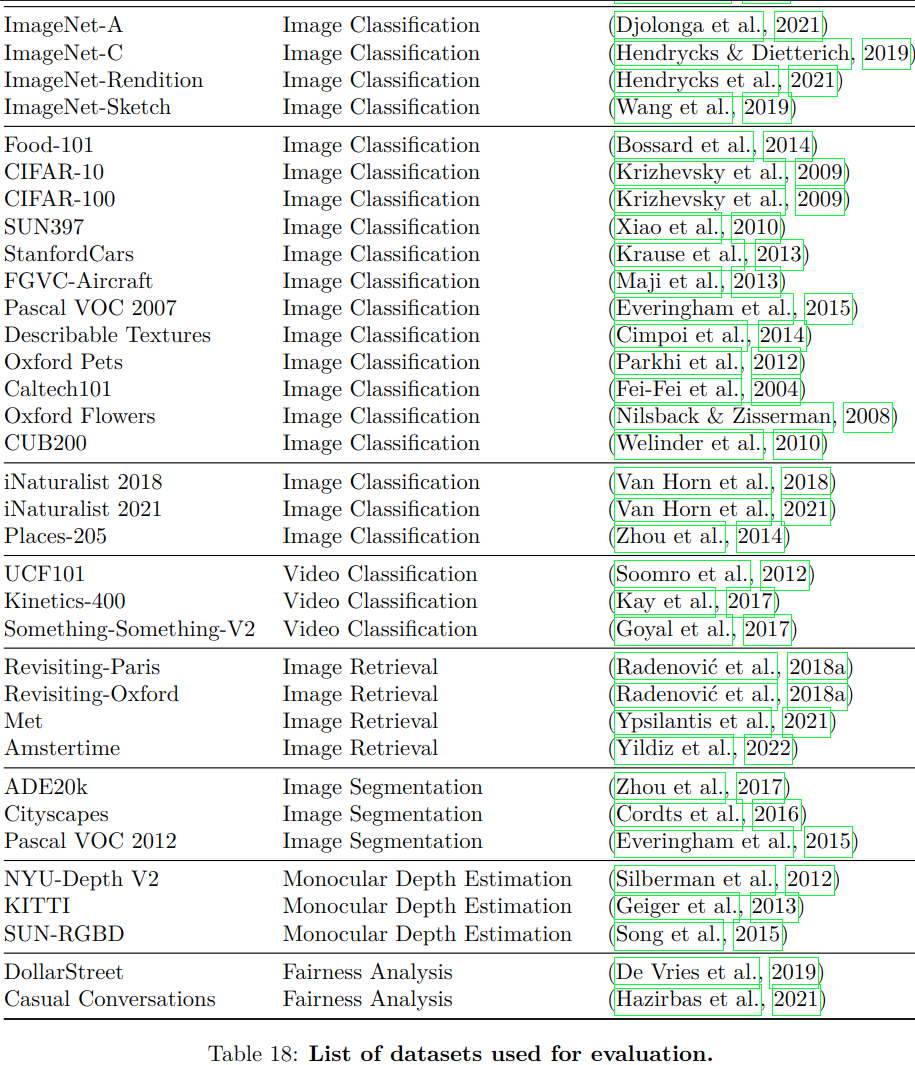 ImageNet-A Image Classification (Djolonga et al., 2021)
ImageNet-C Image Classification (Hendrycks & Dietterich, 2019)
ImageNet-Rendition Image Classification (Hendrycks et al., 2021)
ImageNet-Sketch Image Classification (Wang et al., 2019)
Food-101 Image Classification (Bossard et al., 2014)
CIFAR-10 Image Classification (Krizhevsky et al., 2009)
CIFAR-100 Image Classification (Krizhevsky et al., 2009)
SUN397 Image Classification (Xiao et al., 2010)
StanfordCars Image Classification (Krause et al., 2013)
FGVC-Aircraft Image Classification (Maji et al., 2013)
Pascal VOC 2007 Image Classification (Everingham et al., 2015)
Describable Textures Image Classification (Cimpoi et al., 2014)
Oxford Pets Image Classification (Parkhi et al., 2012)
Caltech101 Image Classification (Fei-Fei et al., 2004)
Oxford Flowers Image Classification (Nilsback & Zisserman, 2008)
CUB200 Image Classification (Welinder et al., 2010)
iNaturalist 2018 Image Classification (Van Horn et al., 2018)
iNaturalist 2021 Image Classification (Van Horn et al., 2021)
Places-205 Image Classification (Zhou et al., 2014)
UCF101 Video Classification (Soomro et al., 2012)
Kinetics-400 Video Classification (Kay et al., 2017)
Something-Something-V2 Video Classification (Goyal et al., 2017)
Revisiting-Paris Image Retrieval (Radenović et al., 2018a)
Revisiting-Oxford Image Retrieval (Radenović et al., 2018a)
Met Image Retrieval (Ypsilantis et al., 2021)
Amstertime Image Retrieval (Yildiz et al., 2022)
ADE20k Image Segmentation (Zhou et al., 2017)
Cityscapes Image Segmentation (Cordts et al., 2016)
Pascal VOC 2012 Image Segmentation (Everingham et al., 2015)
NYU-Depth V2 Monocular Depth Estimation (Silberman et al., 2012)
KITTI Monocular Depth Estimation (Geiger et al., 2013)
SUN-RGBD Monocular Depth Estimation (Song et al., 2015)
DollarStreet Fairness Analysis (De Vries et al., 2019)
Casual Conversations Fairness Analysis (Hazirbas et al., 2021)
Table 18: List of datasets used for evaluation.